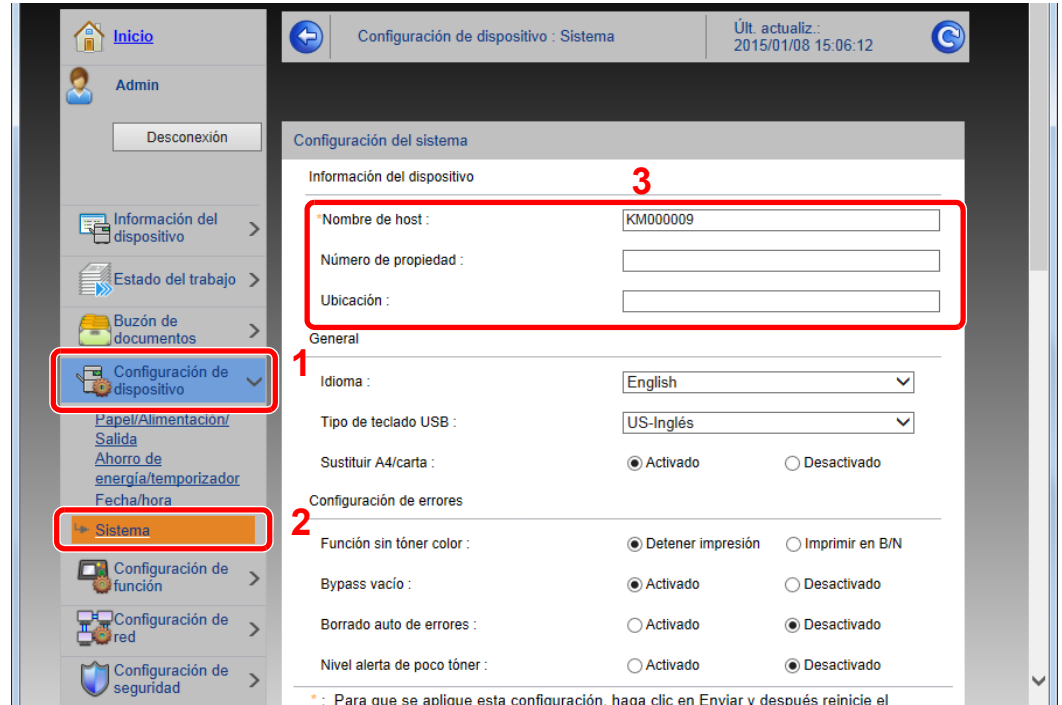 Inicio
Admin
Desconexión
Información del
dispositivo
Estado del trabajo
Buzón de
documentos
1
Configuración de
dispositivo
Papel/Alimentación/
Salida
Ahorro de
energía/temporizador
Fecha/hora
2
Sistema
Configuración de
función
Configuración de
red
Configuración de
seguridad
Configuración de dispositivo : Sistema
Últ. actualiz.:
2015/01/08 15:06:12
Configuración del sistema
Información del dispositivo
3
*Nombre de host : KM000009
Número de propiedad :
Ubicación :
General
Idioma : English
Tipo de teclado USB : US-Inglés
Sustituir A4/carta : Activado Desactivado
Configuración de errores
Función sin tóner color : Detener impresión Imprimir en B/N
Bypass vacío : Activado Desactivado
Borrado auto de errores : Activado Desactivado
Nivel alerta de poco tóner : Activado Desactivado
* : Para que se aplique esta configuración, haga clic en Enviar y después reinicie el